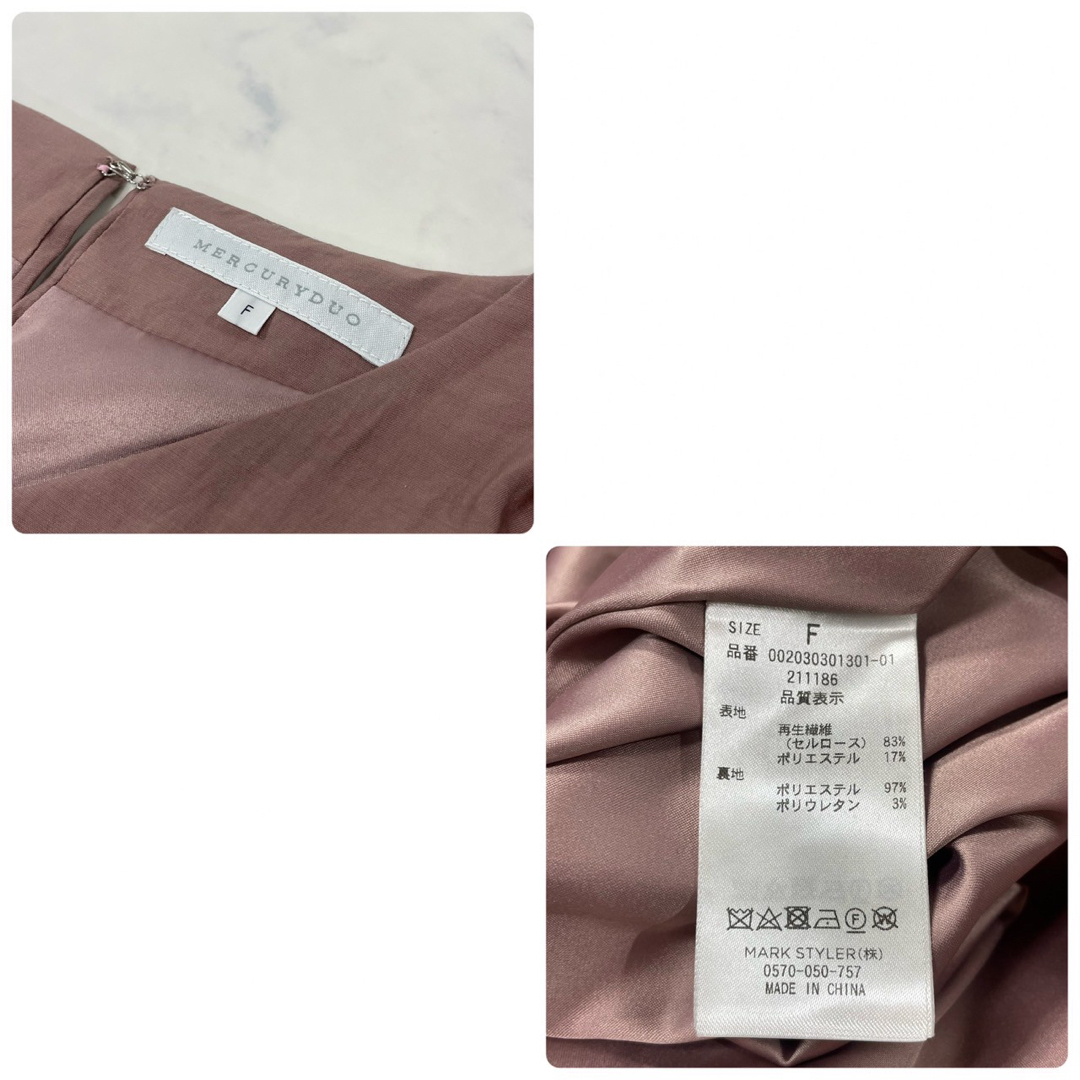 MERCURYDUO
F
SIZE F
品番 002030301301-01
211186
品質表示
表地
再生繊維
(セルロース) 83%
ポリエステル 17%
裏地
ポリエステル 97%
ポリウレタン 3%
MARK STYLER(株)
0570-050-757
MADE IN CHINA